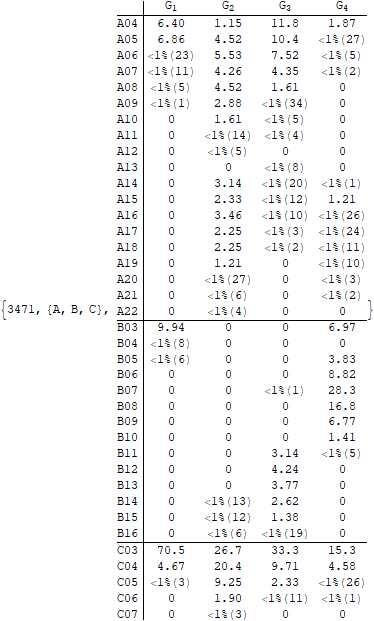 G1 G2 G3 G4
A04 6.40 1.15 11.8 1.87
A05 6.86 4.52 10.4 <1%(27)
A06 <1%(23) 5.53 7.52 <1%(5)
A07 <1%(11) 4.26 4.35 <1%(2)
A08 <1%(5) 4.52 1.61 0
A09 <1%(1) 2.88 <1%(34) 0
A10 0 1.61 <1%(5) 0
A11 0 <1%(14) <1%(4) 0
A12 0 <1%(5) 0 0
A13 0 0 <1%(8) 0
A14 0 3.14 <1%(20) <1%(1)
A15 0 2.33 <1%(12) 1.21
A16 0 3.46 <1%(10) <1%(26)
A17 0 2.25 <1%(3) <1%(24)
A18 0 2.25 <1%(2) <1%(11)
A19 0 1.21 0 <1%(10)
A20 0 <1%(27) 0 <1%(3)
A21 0 <1%(6) 0 <1%(2)
{3471, {A, B, C}, A22 0 <1%(4) 0 0 }
B03 9.94 0 0 6.97
B04 <1%(8) 0 0 0
B05 <1%(6) 0 0 3.83
B06 0 0 0 8.82
B07 0 0 <1%(1) 28.3
B08 0 0 0 16.8
B09 0 0 0 6.77
B10 0 0 0 1.41
B11 0 0 3.14 <1%(5)
B12 0 0 4.24 0
B13 0 0 3.77 0
B14 0 <1%(13) 2.62 0
B15 0 <1%(12) 1.38 0
B16 0 <1%(6) <1%(19) 0
C03 70.5 26.7 33.3 15.3
C04 4.67 20.4 9.71 4.58
C05 <1%(3) 9.25 2.33 <1%(26)
C06 0 1.90 <1%(11) <1%(1)
C07 0 <1%(3) 0 0